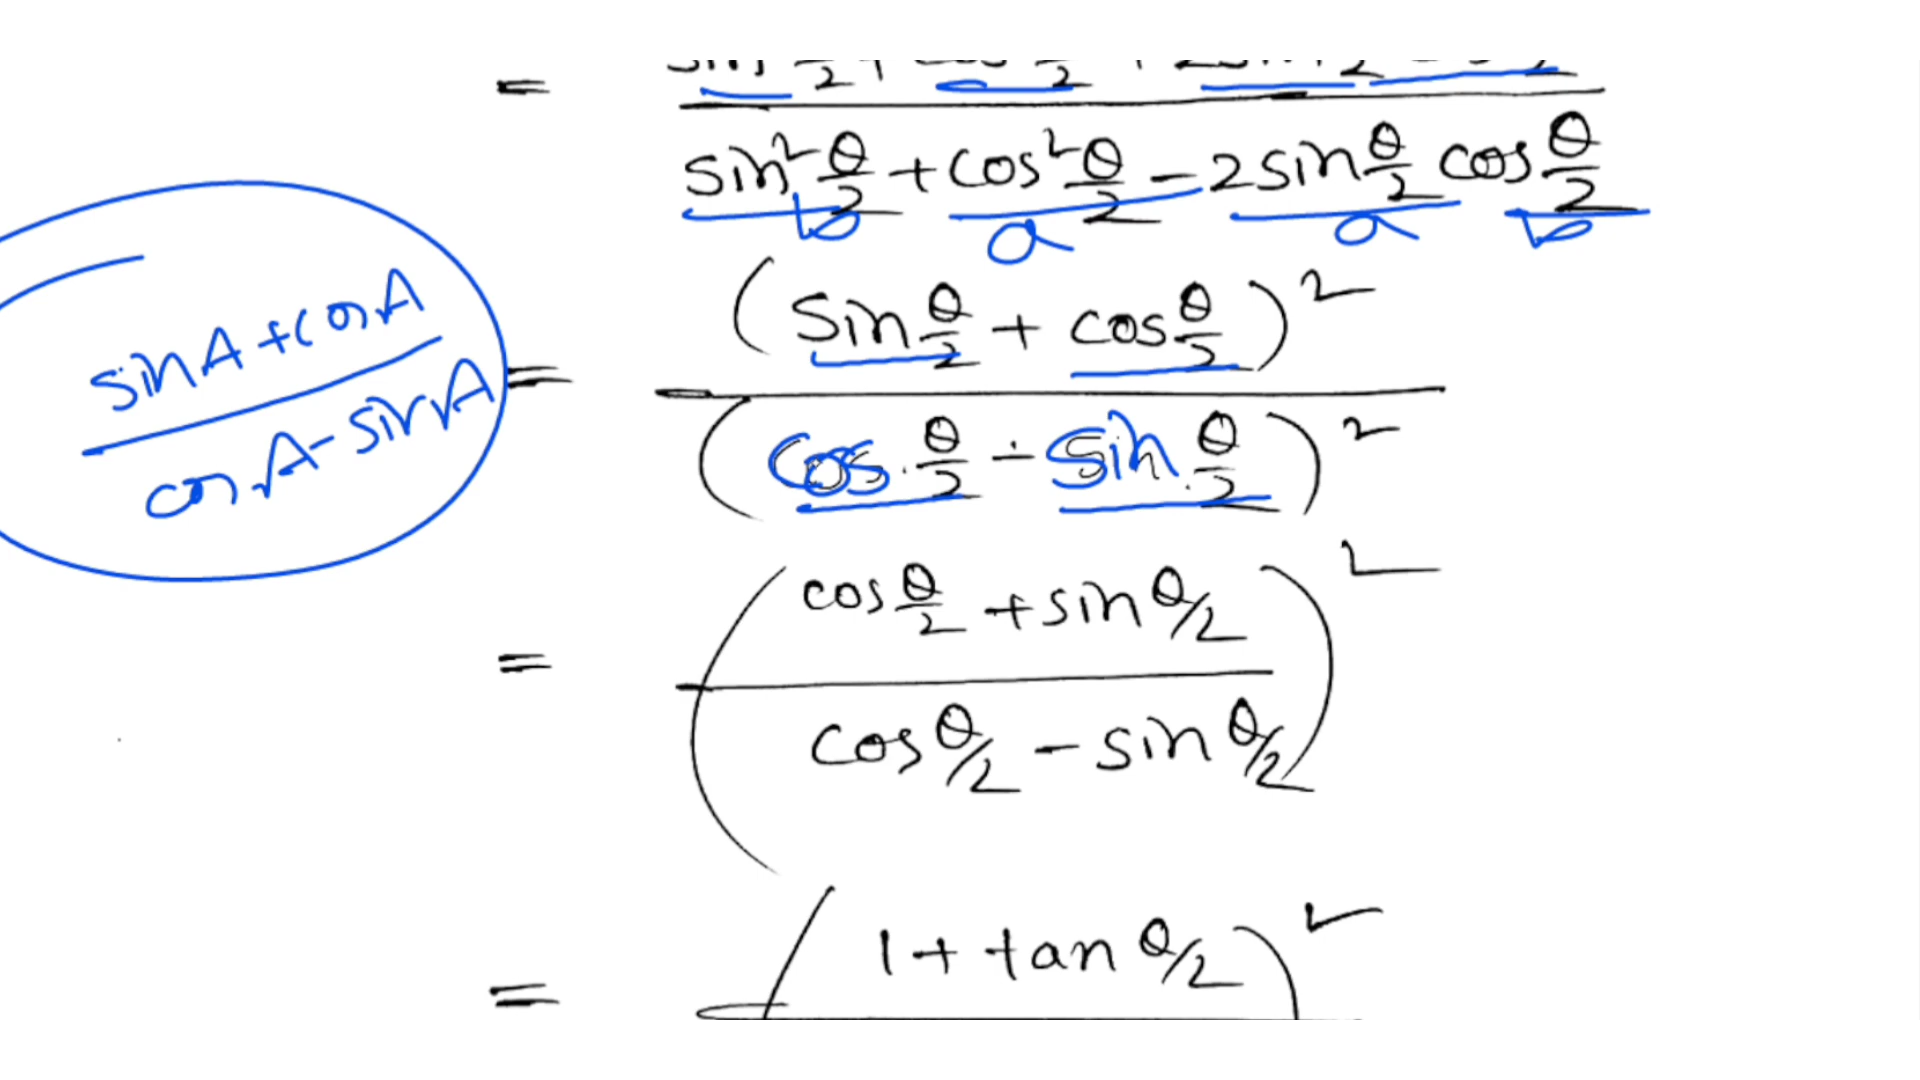 =
sin²θ/2 + cos²θ/2 - 2sinθ/2 cosθ/2
b a a b
sinA + cosA
cosA - sinA
= (sinθ/2 + cosθ/2)²
(cosθ/2 - sinθ/2)²
= (cosθ/2 + sinθ/2)²
cosθ/2 - sinθ/2
= (1 + tanθ/2)²